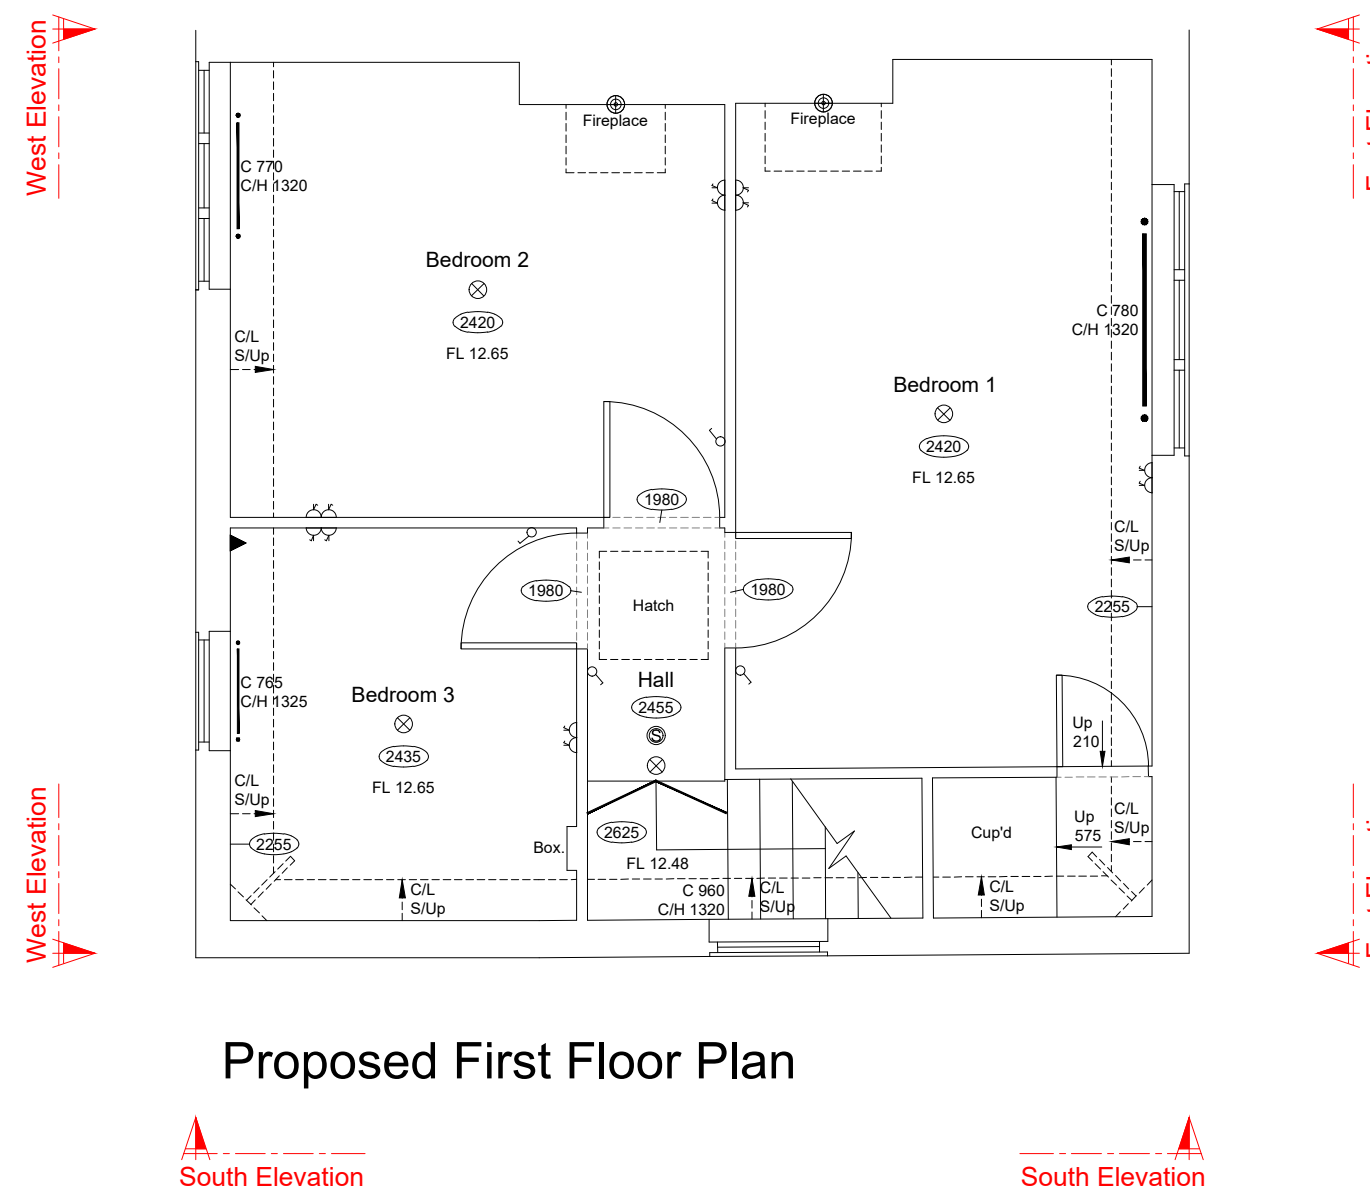 West Elevation
Fireplace
Fireplace
C 770
C/H 1320
Bedroom 2
2420
FL 12.65
C/L
S/Up
C 780
C/H 1320
Bedroom 1
2420
FL 12.65
1980
C/L
S/Up
1980
1980
Hatch
2255
Hall
2455
S
C 765
C/H 1325
Bedroom 3
2435
FL 12.65
Up
210
C/L
S/Up
2255
Box.
2625
FL 12.48
Cup'd
Up
575
C/L
S/Up
C/L
S/Up
C 960
C/H 1320
C/L
S/Up
C/L
S/Up
West Elevation
Proposed First Floor Plan
South Elevation
South Elevation